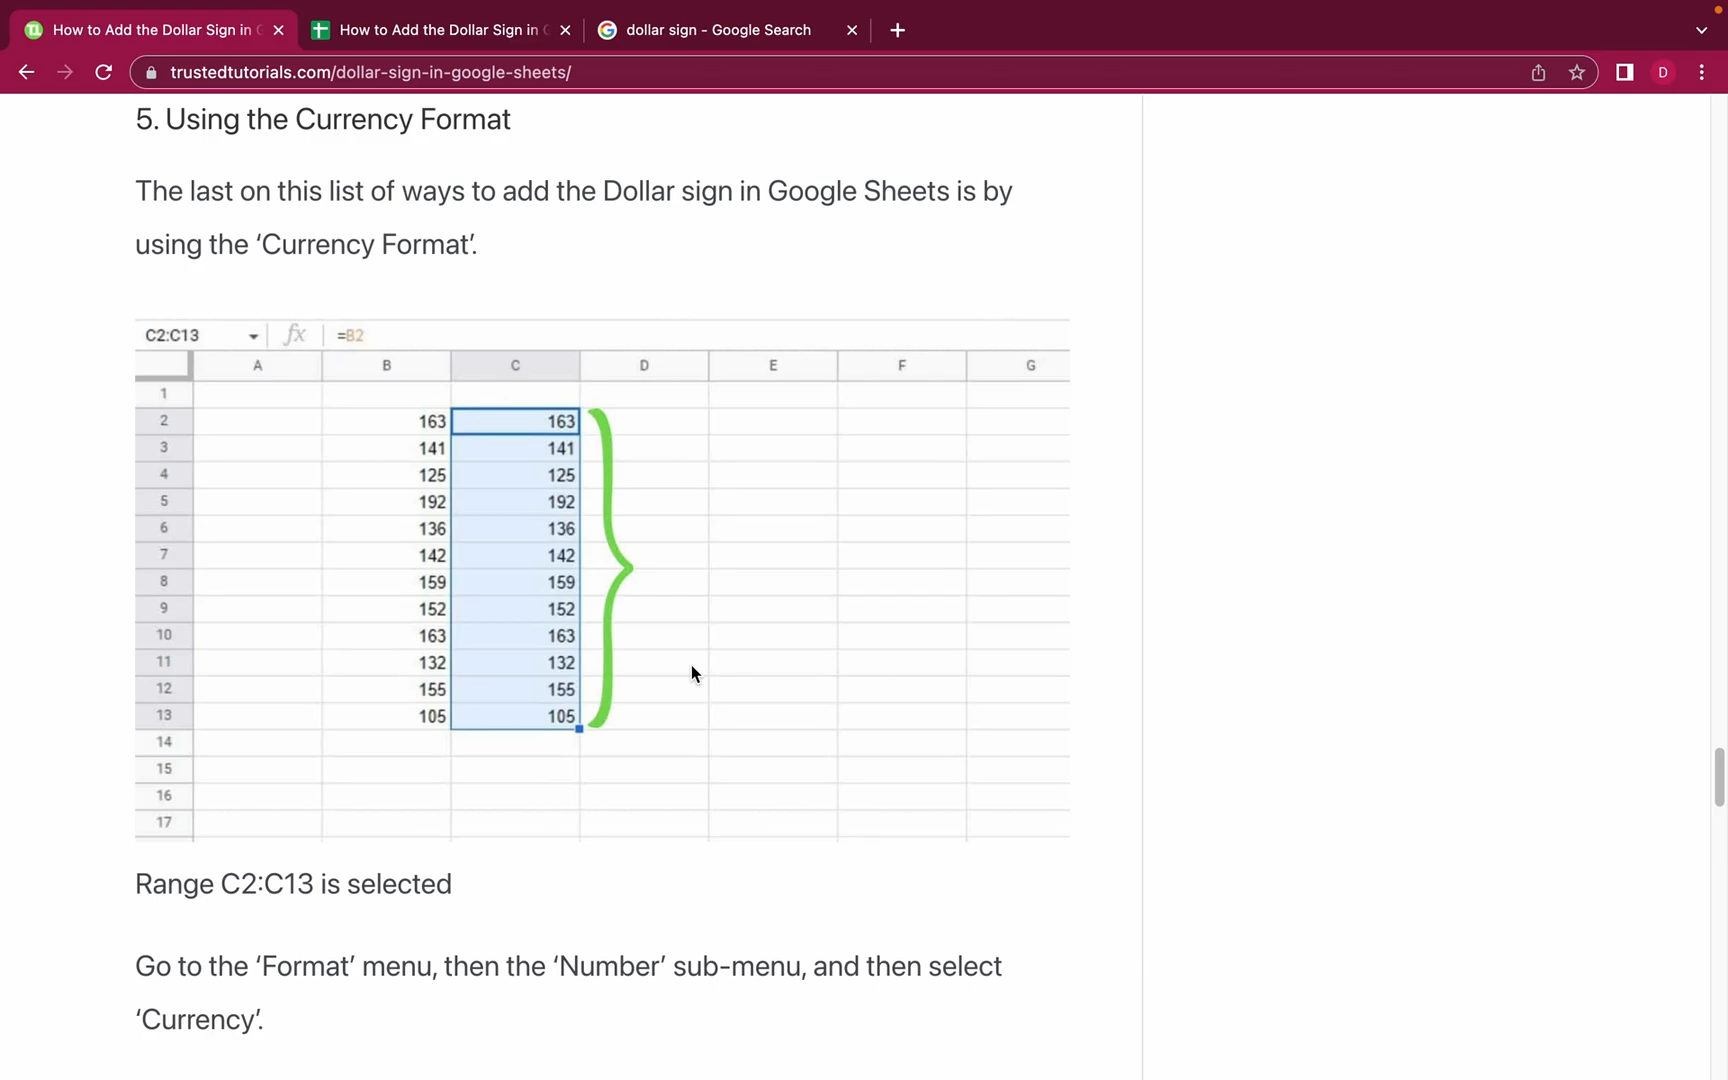 How to Add the Dollar Sign in G
How to Add the Dollar Sign in G
dollar sign - Google Search
trustedtutorials.com/dollar-sign-in-google-sheets/
D
5. Using the Currency Format
The last on this list of ways to add the Dollar sign in Google Sheets is by
using the ‘Currency Format’.
C2:C13 fx =B2
A B C D E F G
1
2 163 163
3 141 141
4 125 125
5 192 192
6 136 136
7 142 142
8 159 159
9 152 152
10 163 163
11 132 132
12 155 155
13 105 105
14
15
16
17
Range C2:C13 is selected
Go to the ‘Format’ menu, then the ‘Number’ sub-menu, and then select
‘Currency’.